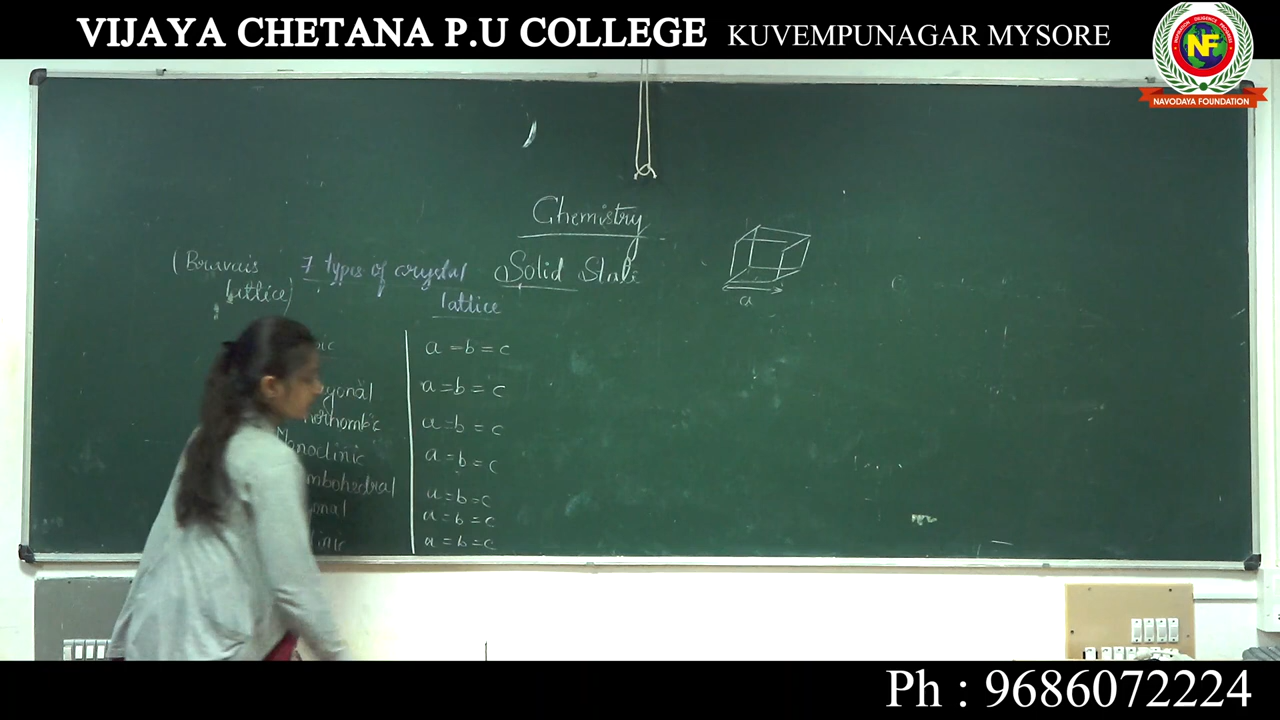 VIJAYA CHETANA P.U COLLEGE KUVEMPUNAGAR MYSORE
NF
NAVODAYA FOUNDATION
Chemistry
Solid State
(Bravais
lattice)
7 types of crystal
lattice
a
a = b = c
a = b = c
a = b = c
Monoclinic a = b = c
a = b = c
a = b = c
a = b = c
Ph : 9686072224